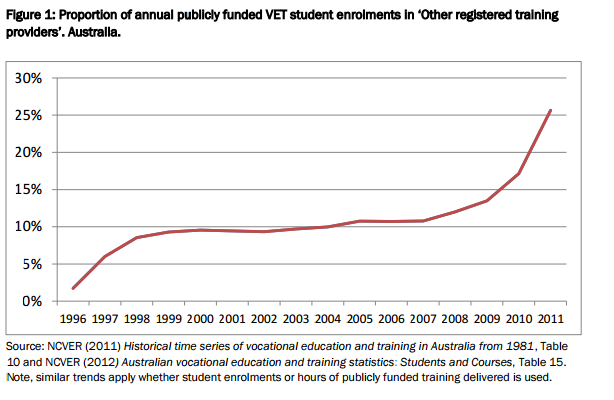 Figure 1: Proportion of annual publicly funded VET student enrolments in ‘Other registered training
providers’. Australia.
30%
25%
20%
15%
10%
5%
0%
1996 1997 1998 1999 2000 2001 2002 2003 2004 2005 2006 2007 2008 2009 2010 2011
Source: NCVER (2011) Historical time series of vocational education and training in Australia from 1981, Table
10 and NCVER (2012) Australian vocational education and training statistics: Students and Courses, Table 15.
Note, similar trends apply whether student enrolments or hours of publicly funded training delivered is used.